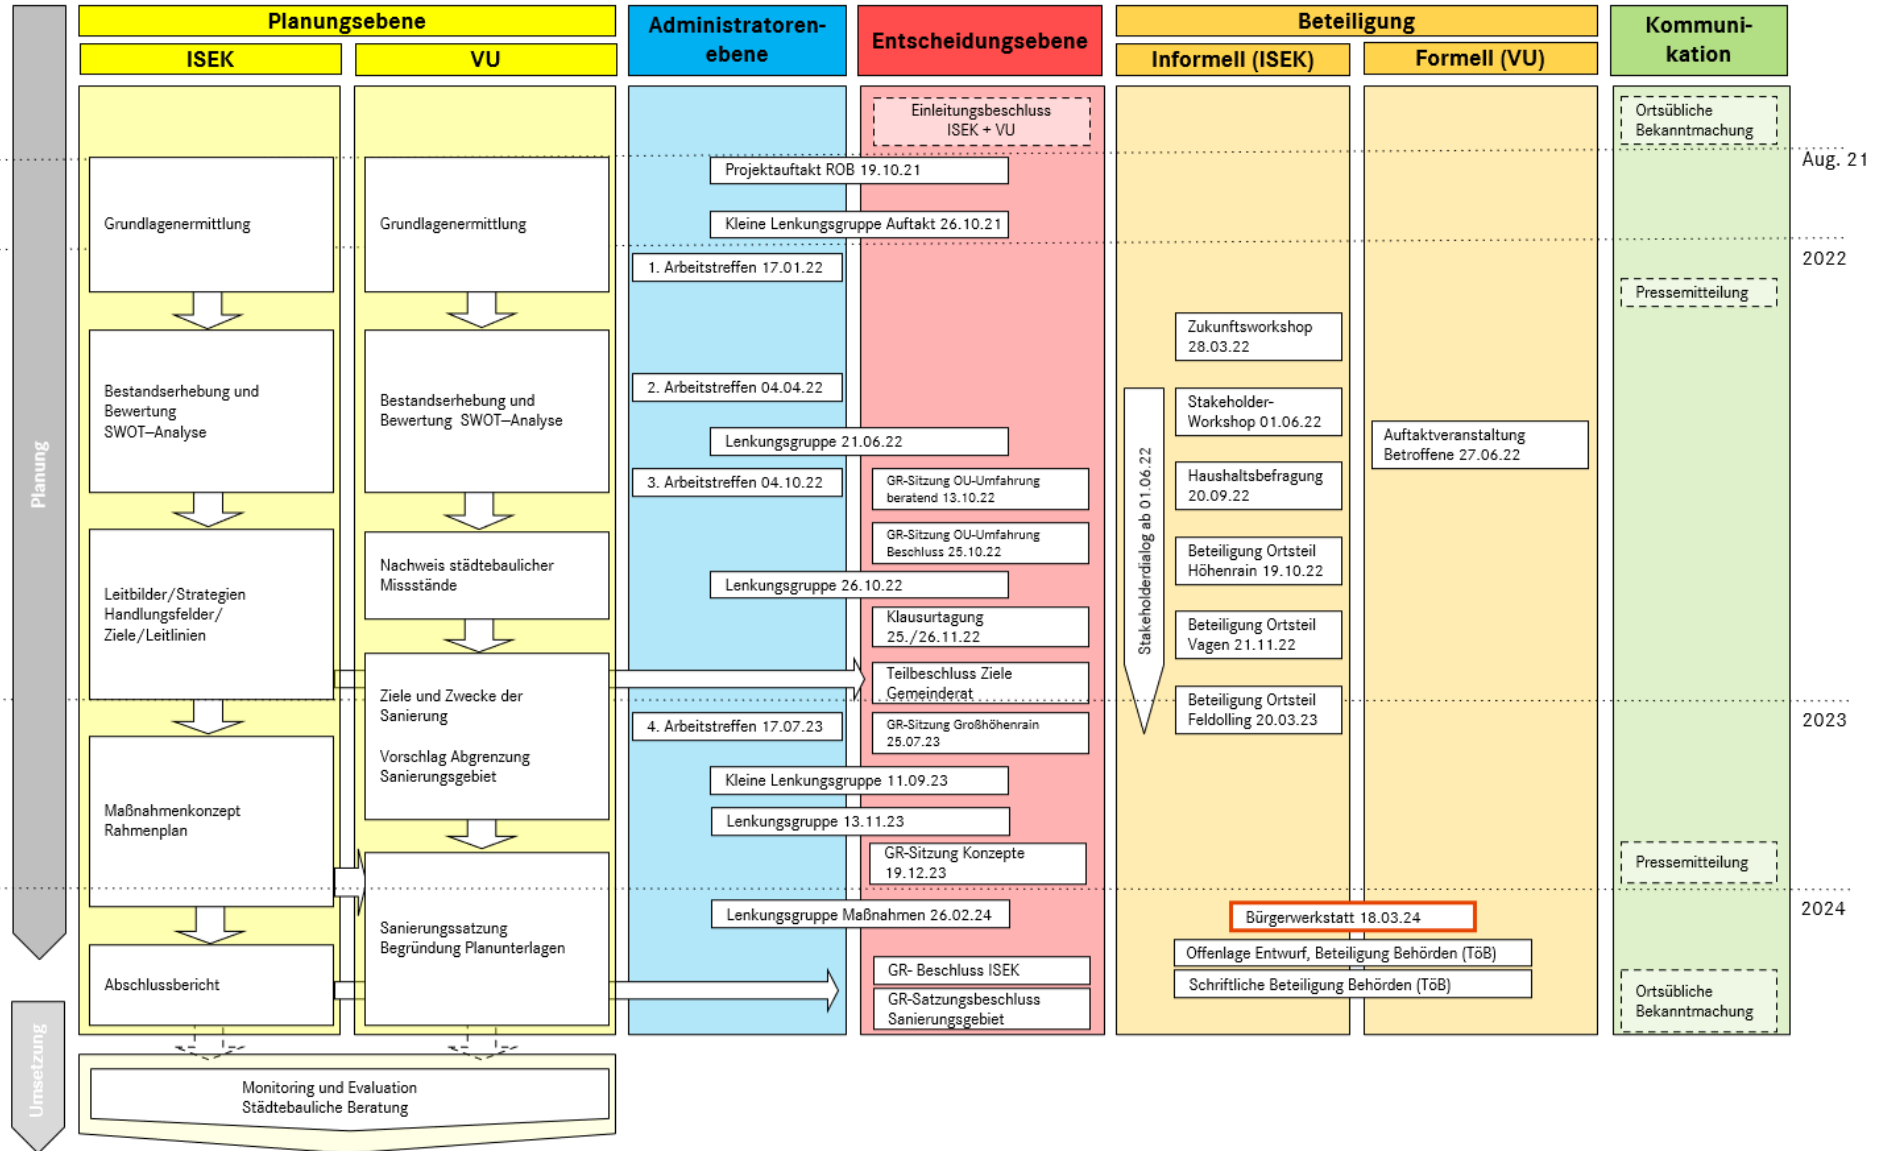 Planungsebene
ISEK
VU
Administratoren-
ebene
Entscheidungsebene
Beteiligung
Informell (ISEK)
Formell (VU)
Kommuni-
kation
Planung
Umsetzung
Grundlagenermittlung
Bestandserhebung und
Bewertung
SWOT–Analyse
Leitbilder/Strategien
Handlungsfelder/
Ziele/Leitlinien
Maßnahmenkonzept
Rahmenplan
Abschlussbericht
Grundlagenermittlung
Bestandserhebung und
Bewertung SWOT–Analyse
Nachweis städtebaulicher
Missstände
Ziele und Zwecke der
Sanierung
Vorschlag Abgrenzung
Sanierungsgebiet
Sanierungssatzung
Begründung Planunterlagen
Monitoring und Evaluation
Städtebauliche Beratung
Einleitungsbeschluss
ISEK + VU
Projektauftakt ROB 19.10.21
Kleine Lenkungsgruppe Auftakt 26.10.21
1. Arbeitstreffen 17.01.22
2. Arbeitstreffen 04.04.22
Lenkungsgruppe 21.06.22
3. Arbeitstreffen 04.10.22
GR-Sitzung OU-Umfahrung
beratend 13.10.22
GR-Sitzung OU-Umfahrung
Beschluss 25.10.22
Lenkungsgruppe 26.10.22
Klausurtagung
25./26.11.22
Teilbeschluss Ziele
Gemeinderat
4. Arbeitstreffen 17.07.23
GR-Sitzung Großhöhenrain
25.07.23
Kleine Lenkungsgruppe 11.09.23
Lenkungsgruppe 13.11.23
GR-Sitzung Konzepte
19.12.23
Lenkungsgruppe Maßnahmen 26.02.24
GR- Beschluss ISEK
GR-Satzungsbeschluss
Sanierungsgebiet
Stakeholderdialog ab 01.06.22
Zukunftsworkshop
28.03.22
Stakeholder-
Workshop 01.06.22
Haushaltsbefragung
20.09.22
Beteiligung Ortsteil
Höhenrain 19.10.22
Beteiligung Ortsteil
Vagen 21.11.22
Beteiligung Ortsteil
Feldolling 20.03.23
Auftaktveranstaltung
Betroffene 27.06.22
Bürgerwerkstatt 18.03.24
Offenlage Entwurf, Beteiligung Behörden (TöB)
Schriftliche Beteiligung Behörden (TöB)
Ortsübliche
Bekanntmachung
Pressemitteilung
Pressemitteilung
Ortsübliche
Bekanntmachung
Aug. 21
2022
2023
2024